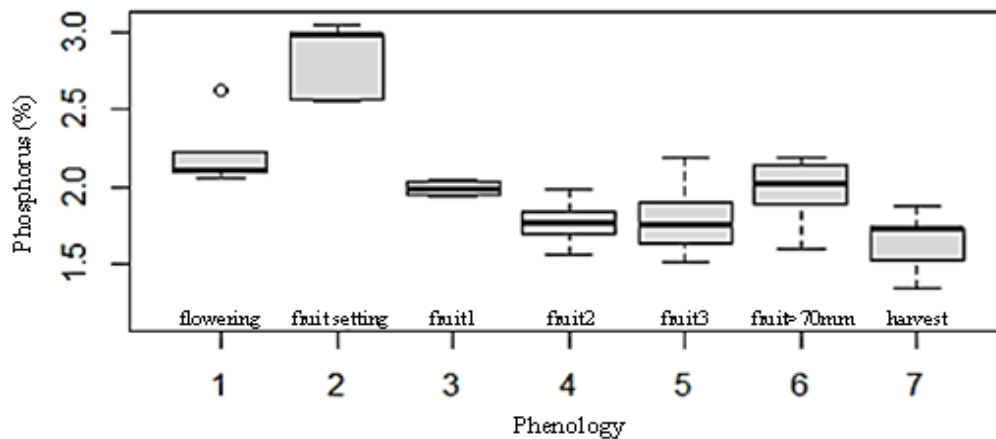 Phosphorus (%)
3.0
2.5
2.0
1.5
flowering fruit setting fruit1 fruit2 fruit3 fruit>70mm harvest
1 2 3 4 5 6 7
Phenology